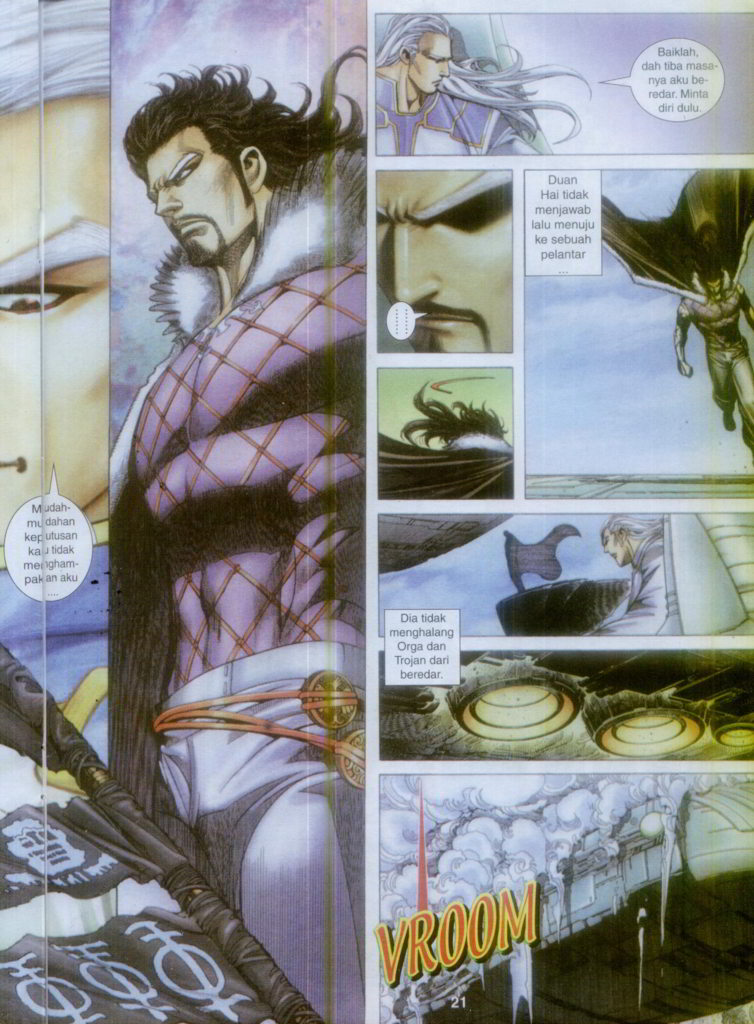 Mudah-
mudahan
keputusan
kau tidak
mengham-
pakan aku
....
Baiklah,
dah tiba masa-
nya aku be-
redar. Minta
diri dulu.
Duan
Hai tidak
menjawab
lalu menuju
ke sebuah
pelantar
...
Dia tidak
menghalang
Orga dan
Trojan dari
beredar.
VROOM
21